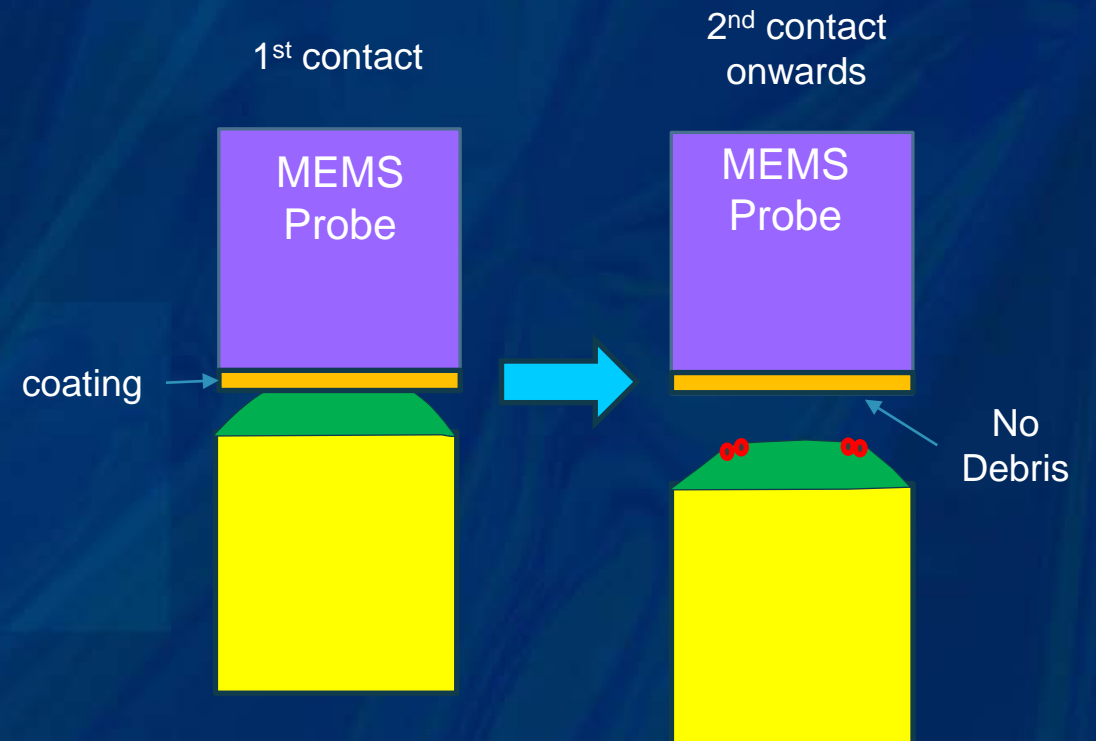 1st contact
2nd contact
onwards
MEMS
Probe
MEMS
Probe
coating
No
Debris